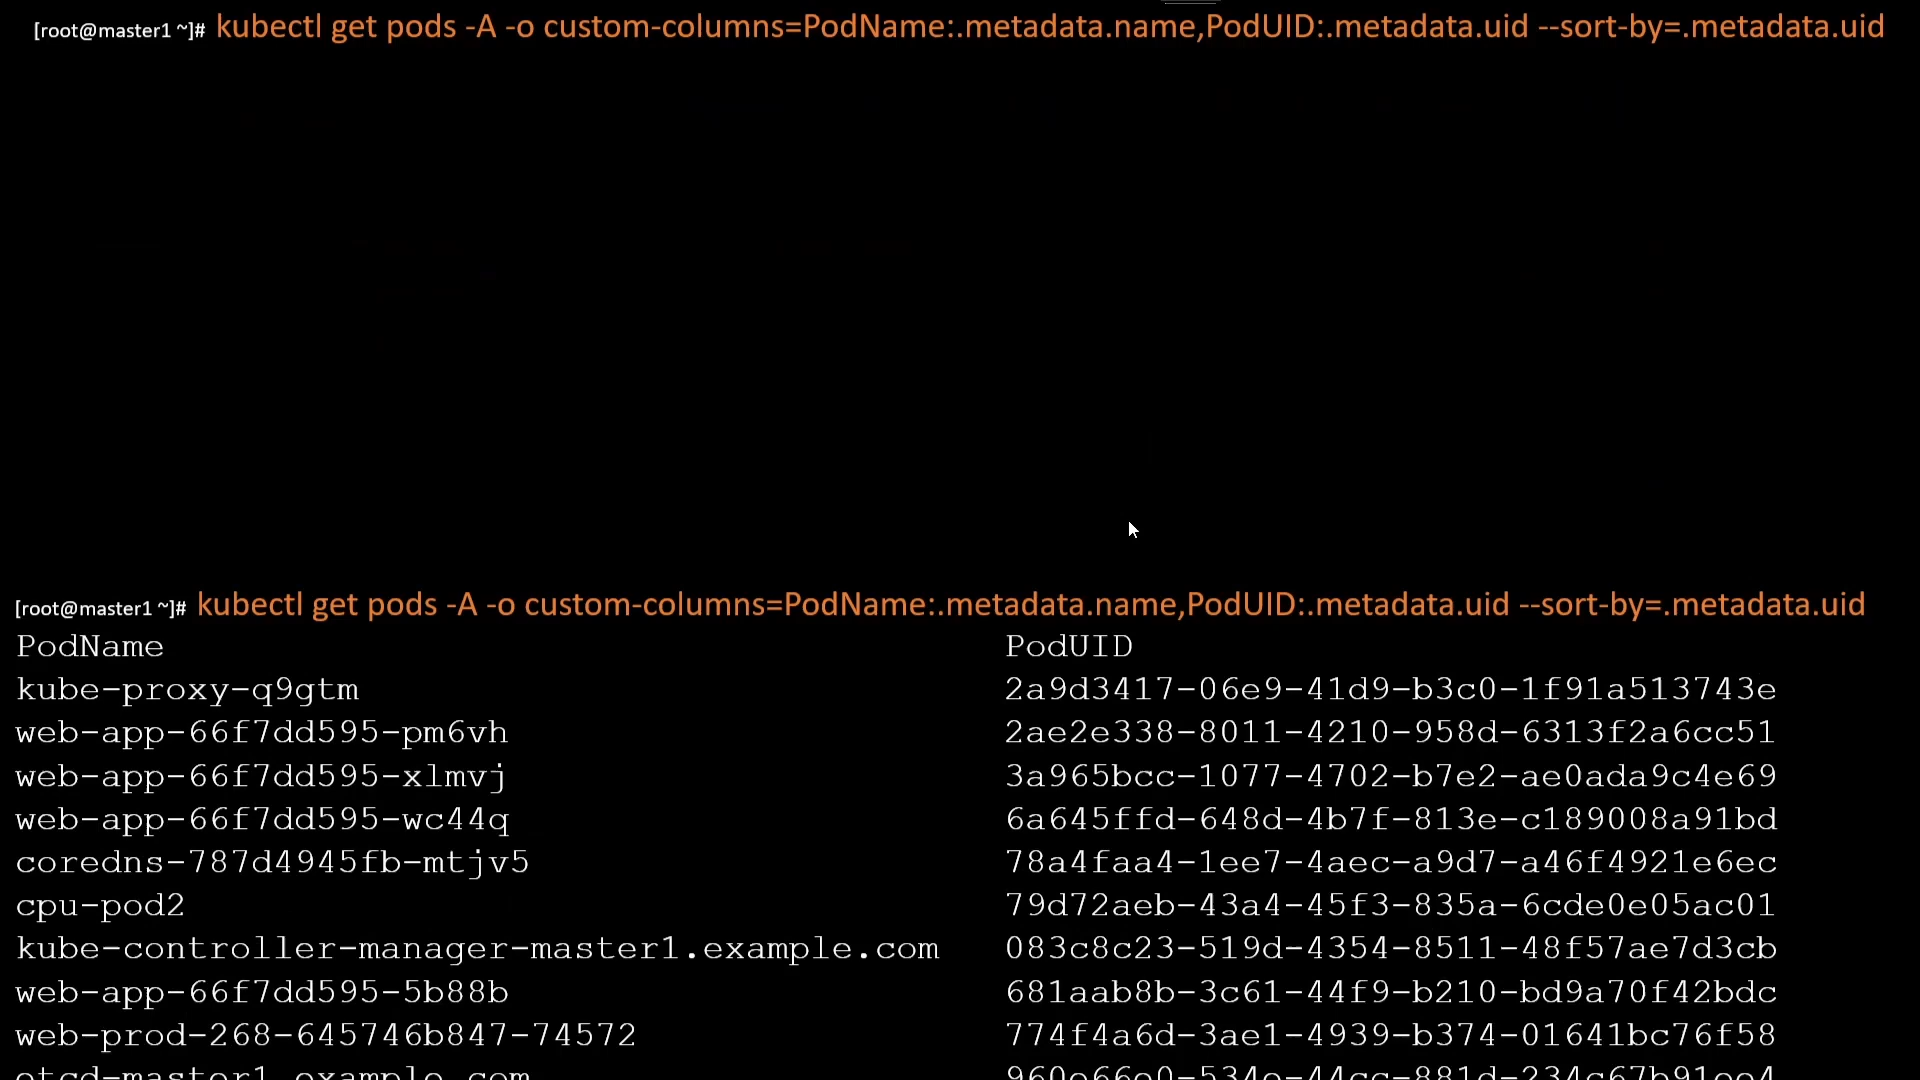 [root@master1 ~]# kubectl get pods -A -o custom-columns=PodName:.metadata.name,PodUID:.metadata.uid --sort-by=.metadata.uid
[root@master1 ~]# kubectl get pods -A -o custom-columns=PodName:.metadata.name,PodUID:.metadata.uid --sort-by=.metadata.uid
PodName PodUID
kube-proxy-q9gtm 2a9d3417-06e9-41d9-b3c0-1f91a513743e
web-app-66f7dd595-pm6vh 2ae2e338-8011-4210-958d-6313f2a6cc51
web-app-66f7dd595-xlmvj 3a965bcc-1077-4702-b7e2-ae0ada9c4e69
web-app-66f7dd595-wc44q 6a645ffd-648d-4b7f-813e-c189008a91bd
coredns-787d4945fb-mtjv5 78a4faa4-1ee7-4aec-a9d7-a46f4921e6ec
cpu-pod2 79d72aeb-43a4-45f3-835a-6cde0e05ac01
kube-controller-manager-master1.example.com 083c8c23-519d-4354-8511-48f57ae7d3cb
web-app-66f7dd595-5b88b 681aab8b-3c61-44f9-b210-bd9a70f42bdc
web-prod-268-645746b847-74572 774f4a6d-3ae1-4939-b374-01641bc76f58
etcd-master1.example.com